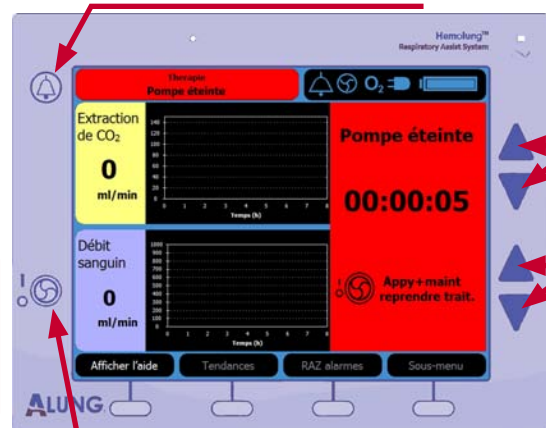 Hemolung™
Respiratory Assist System
Therapie
Pompe éteinte
O₂
Extraction
de CO₂
0
ml/min
140
120
100
80
60
40
20
0
0 1 2 3 4 5 6 7 8
Temps (h)
Pompe éteinte
00:00:05
Appy+maint
reprendre trait.
Débit
sanguin
0
ml/min
1000
900
800
700
600
500
400
300
200
100
0
0 1 2 3 4 5 6 7 8
Temps (h)
Afficher l'aide
Tendances
RAZ alarmes
Sous-menu
ALUNG